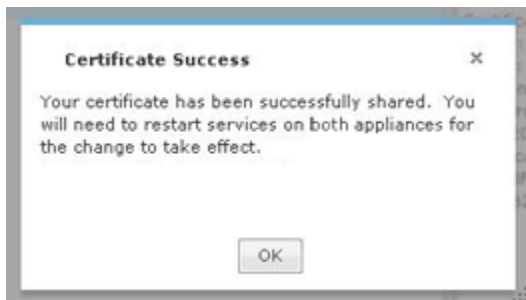 Certificate Success
×
Your certificate has been successfully shared. You
will need to restart services on both appliances for
the change to take effect.
OK